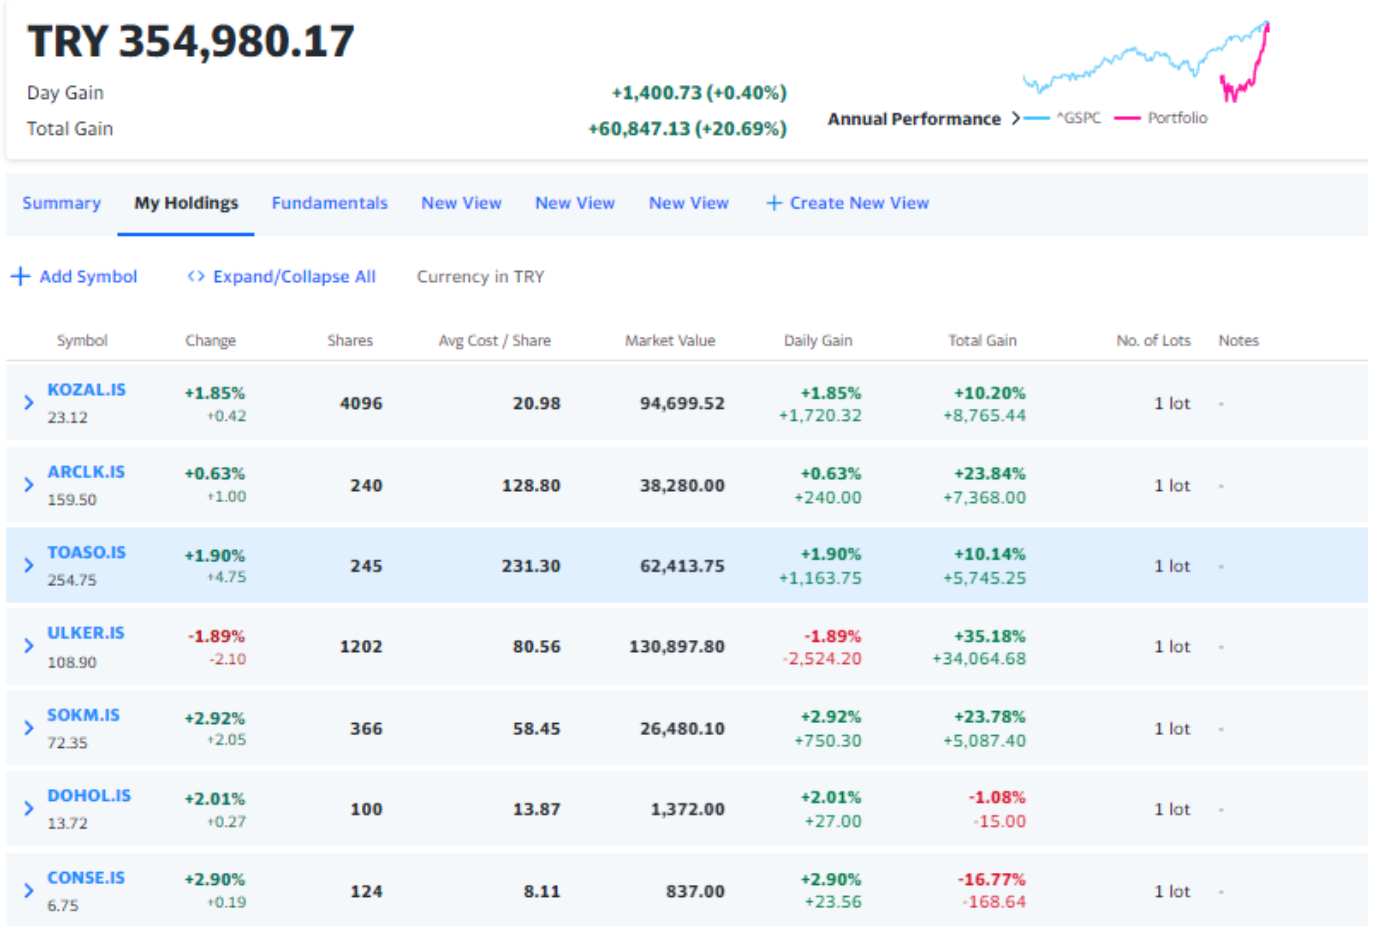 TRY 354,980.17
Day Gain +1,400.73 (+0.40%)
Total Gain +60,847.13 (+20.69%)
Annual Performance > ^GSPC Portfolio
Summary My Holdings Fundamentals New View New View New View + Create New View
+ Add Symbol <> Expand/Collapse All Currency in TRY
Symbol Change Shares Avg Cost / Share Market Value Daily Gain Total Gain No. of Lots Notes
KOZAL.IS +1.85% 4096 20.98 94,699.52 +1.85% +10.20% 1 lot -
23.12 +0.42 +1,720.32 +8,765.44
ARCLK.IS +0.63% 240 128.80 38,280.00 +0.63% +23.84% 1 lot -
159.50 +1.00 +240.00 +7,368.00
TOASO.IS +1.90% 245 231.30 62,413.75 +1.90% +10.14% 1 lot -
254.75 +4.75 +1,163.75 +5,745.25
ULKER.IS -1.89% 1202 80.56 130,897.80 -1.89% +35.18% 1 lot -
108.90 -2.10 -2,524.20 +34,064.68
SOKM.IS +2.92% 366 58.45 26,480.10 +2.92% +23.78% 1 lot -
72.35 +2.05 +750.30 +5,087.40
DOHOL.IS +2.01% 100 13.87 1,372.00 +2.01% -1.08% 1 lot -
13.72 +0.27 +27.00 -15.00
CONSE.IS +2.90% 124 8.11 837.00 +2.90% -16.77% 1 lot -
6.75 +0.19 +23.56 -168.64